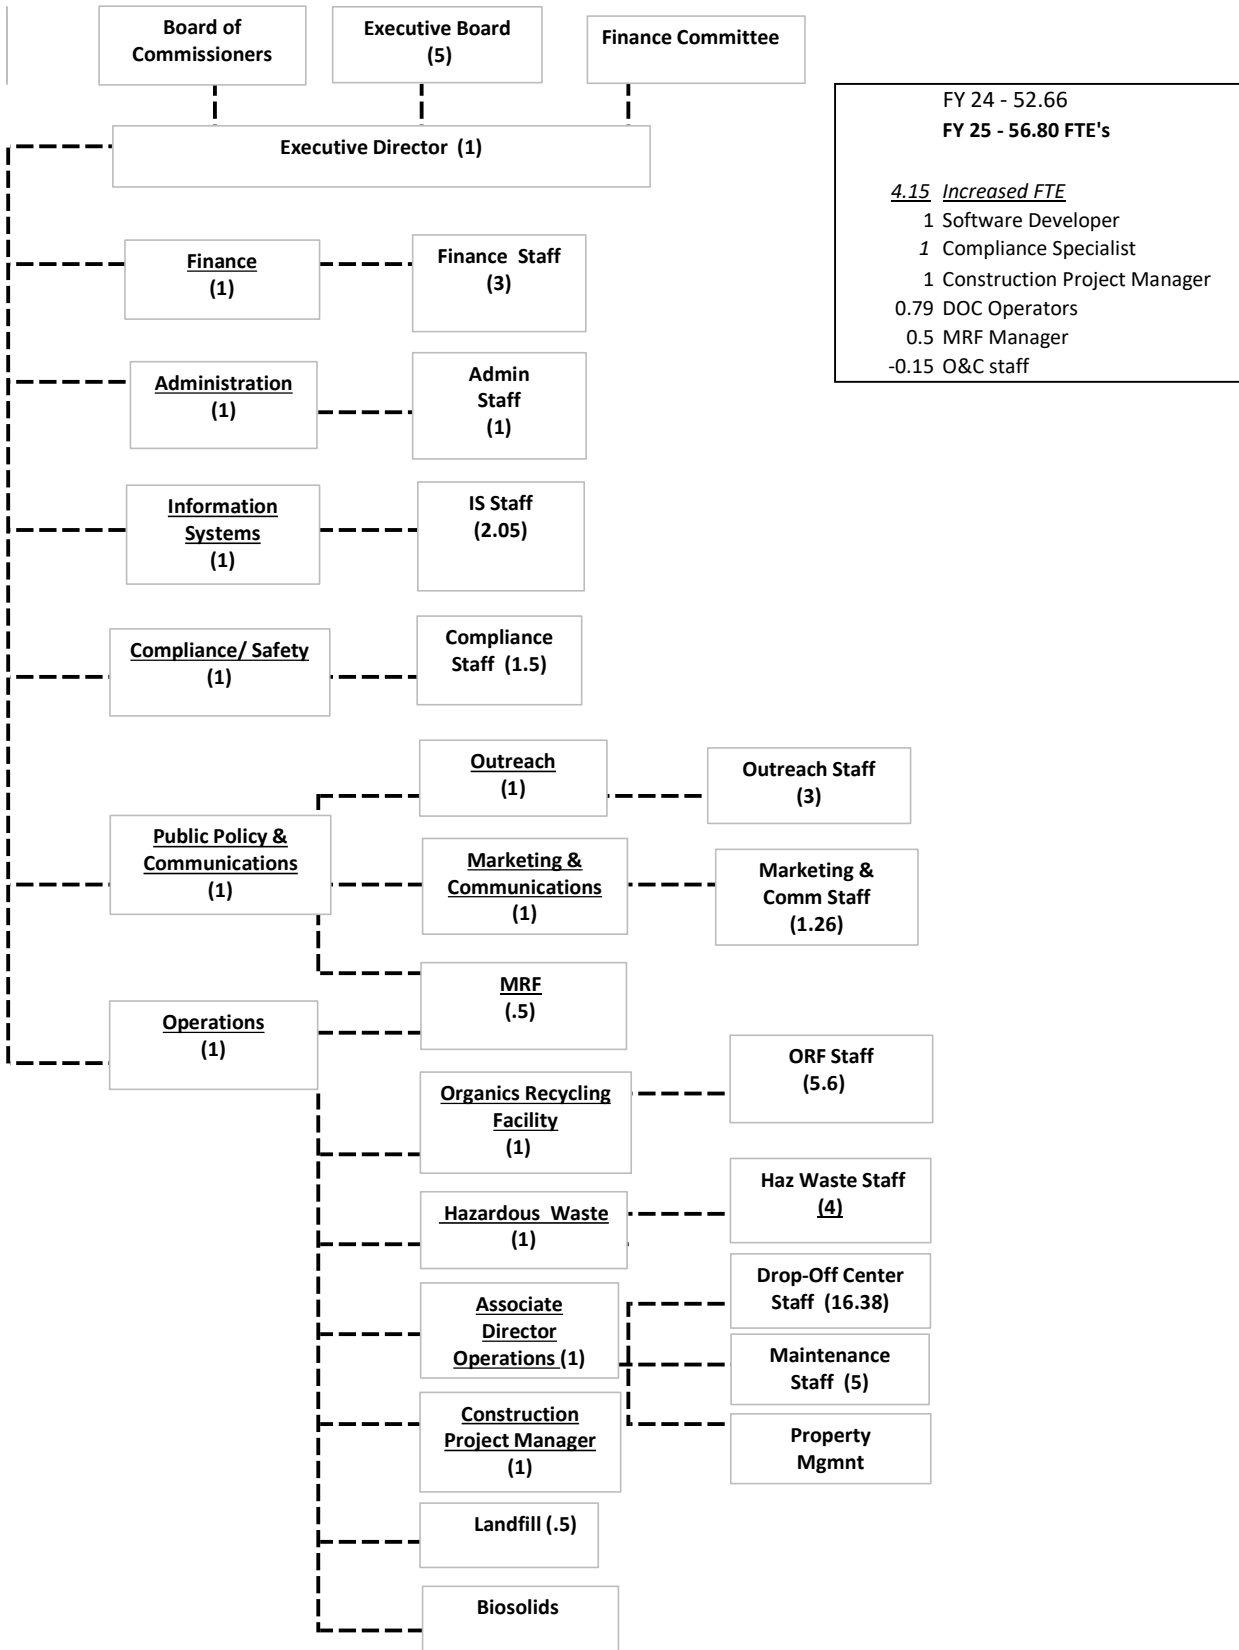 Board of
Commissioners
Executive Board
(5)
Finance Committee
FY 24 - 52.66
FY 25 - 56.80 FTE's
4.15 Increased FTE
1 Software Developer
1 Compliance Specialist
1 Construction Project Manager
0.79 DOC Operators
0.5 MRF Manager
-0.15 O&C staff
Executive Director (1)
Finance
(1)
Finance Staff
(3)
Administration
(1)
Admin
Staff
(1)
Information
Systems
(1)
IS Staff
(2.05)
Compliance/ Safety
(1)
Compliance
Staff (1.5)
Public Policy &
Communications
(1)
Outreach
(1)
Outreach Staff
(3)
Marketing &
Communications
(1)
Marketing &
Comm Staff
(1.26)
MRF
(.5)
Operations
(1)
Organics Recycling
Facility
(1)
ORF Staff
(5.6)
Hazardous Waste
(1)
Haz Waste Staff
(4)
Associate
Director
Operations (1)
Drop-Off Center
Staff (16.38)
Maintenance
Staff (5)
Property
Mgmnt
Construction
Project Manager
(1)
Landfill (.5)
Biosolids